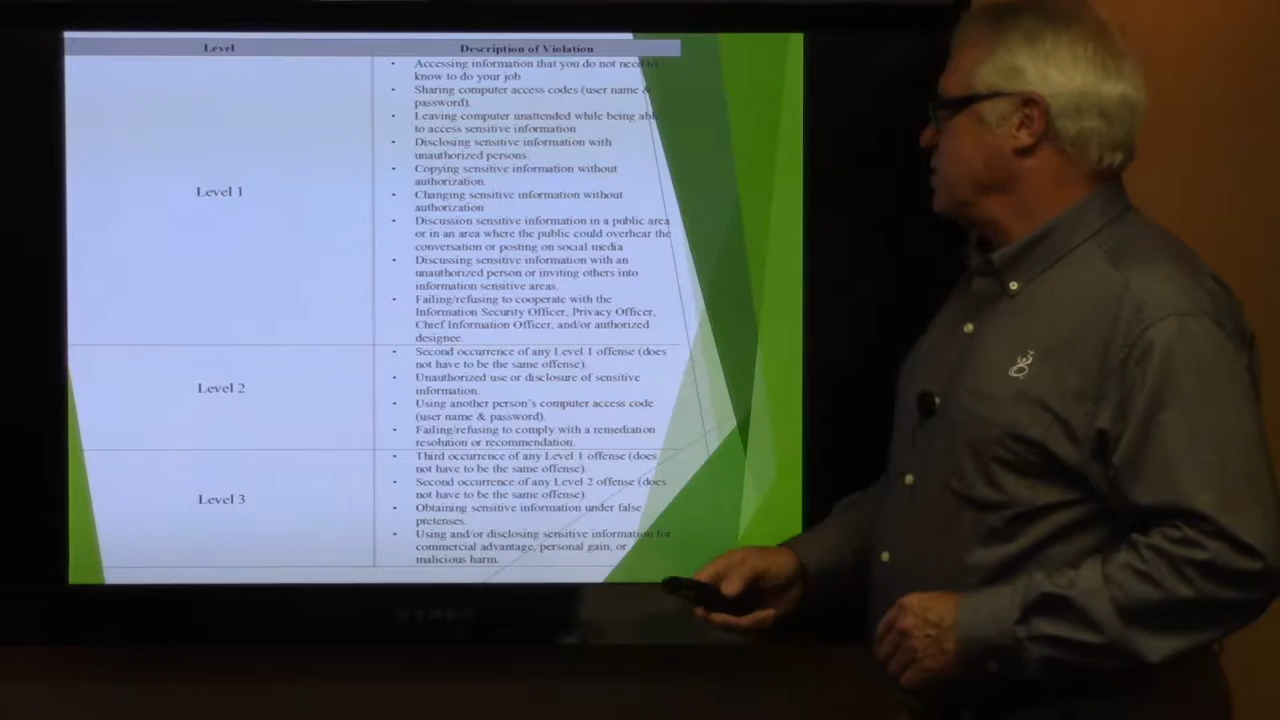 Level Description of Violation
• Accessing information that you do not need to
know to do your job
• Sharing computer access codes (user name &
password).
• Leaving computer unattended while being able
to access sensitive information
• Disclosing sensitive information with
unauthorized persons.
• Copying sensitive information without
authorization.
Level 1
• Changing sensitive information without
authorization
• Discussion sensitive information in a public area
or in an area where the public could overhear the
conversation or posting on social media
• Discussing sensitive information with an
unauthorized person or inviting others into
information sensitive areas.
• Failing/refusing to cooperate with the
Information Security Officer, Privacy Officer,
Chief Information Officer, and/or authorized
designee.
Level 2
• Second occurrence of any Level 1 offense (does
not have to be the same offense).
• Unauthorized use or disclosure of sensitive
information.
• Using another person's computer access code
(user name & password).
• Failing/refusing to comply with a remediation
resolution or recommendation.
Level 3
• Third occurrence of any Level 1 offense (does
not have to be the same offense).
• Second occurrence of any Level 2 offense (does
not have to be the same offense).
• Obtaining sensitive information under false
pretenses.
• Using and/or disclosing sensitive information for
commercial advantage, personal gain, or
malicious harm.